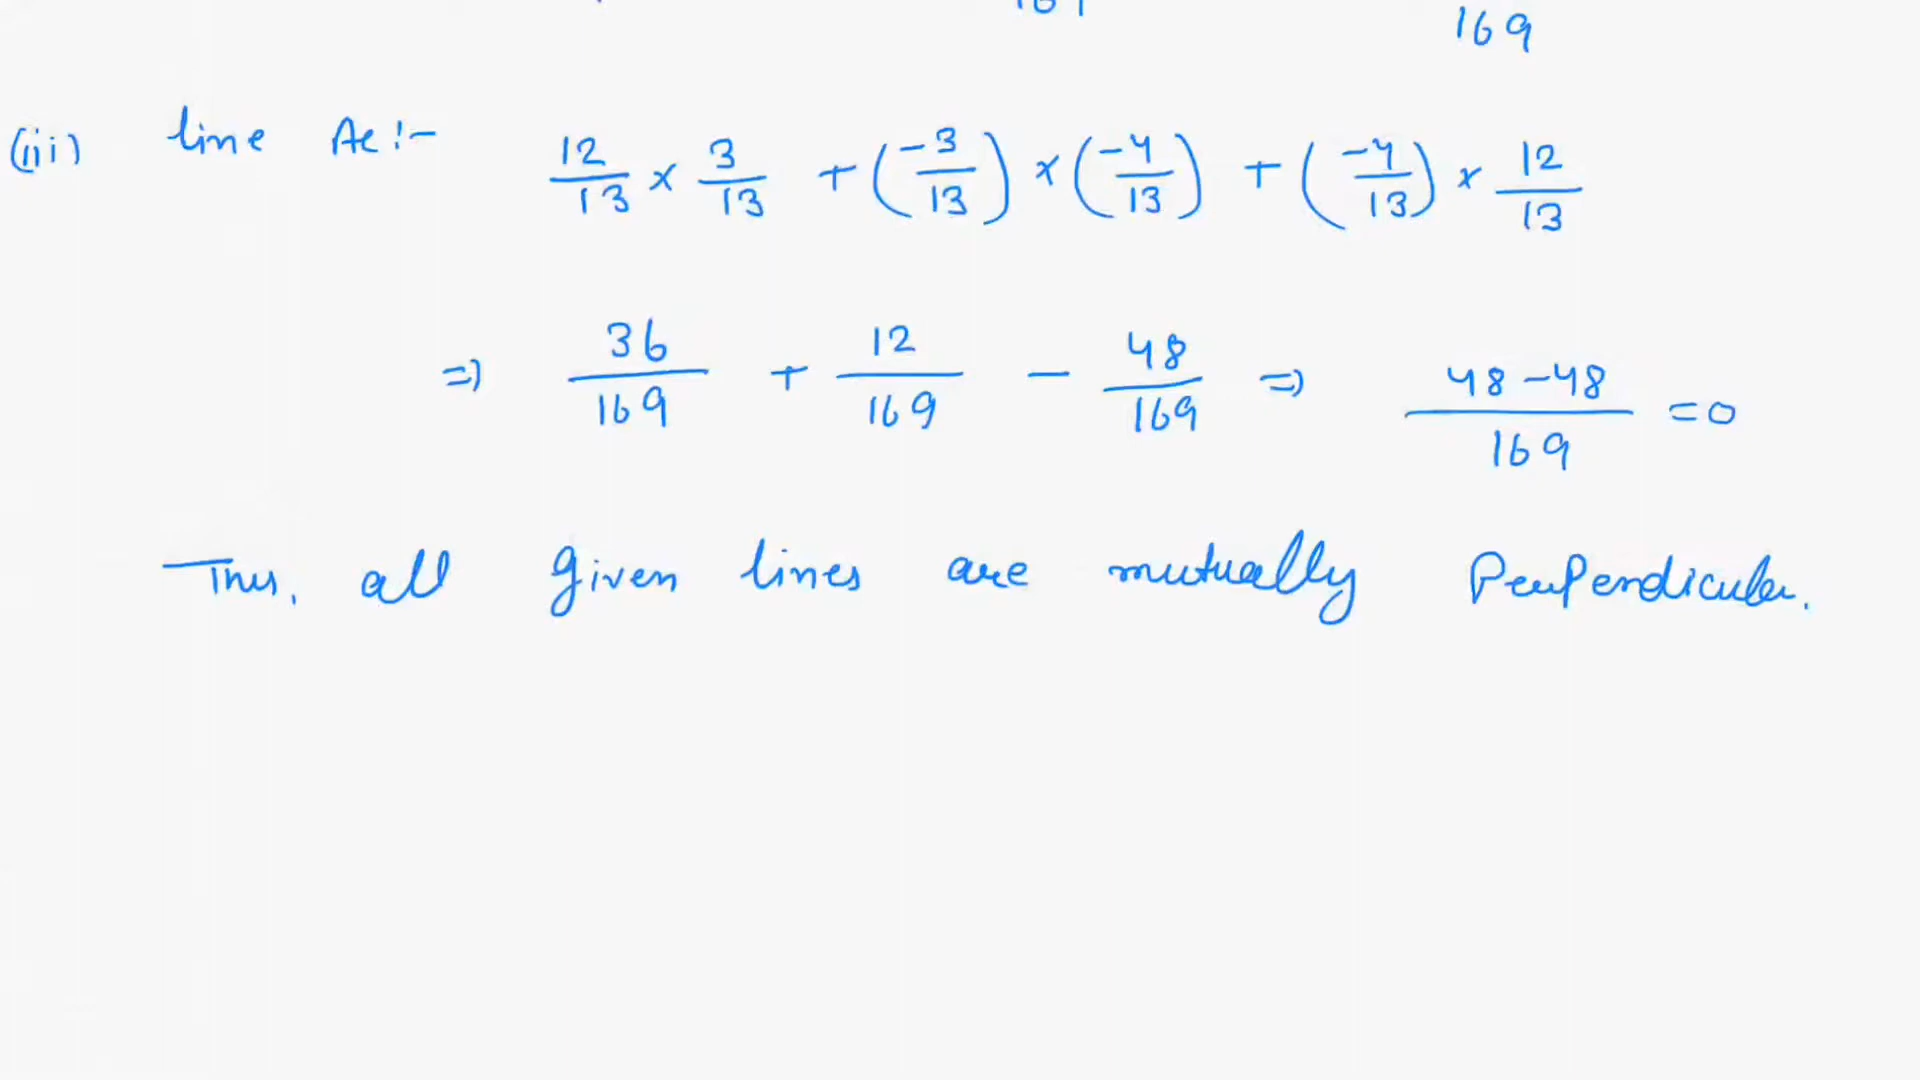 169
(iii) line Ac:- 12/13 × 3/13 + (-3/13) × (-4/13) + (-4/13) × 12/13
=) 36/169 + 12/169 - 48/169 =) 48-48/169 =0
Thus, all given lines are mutually Perpendicular.